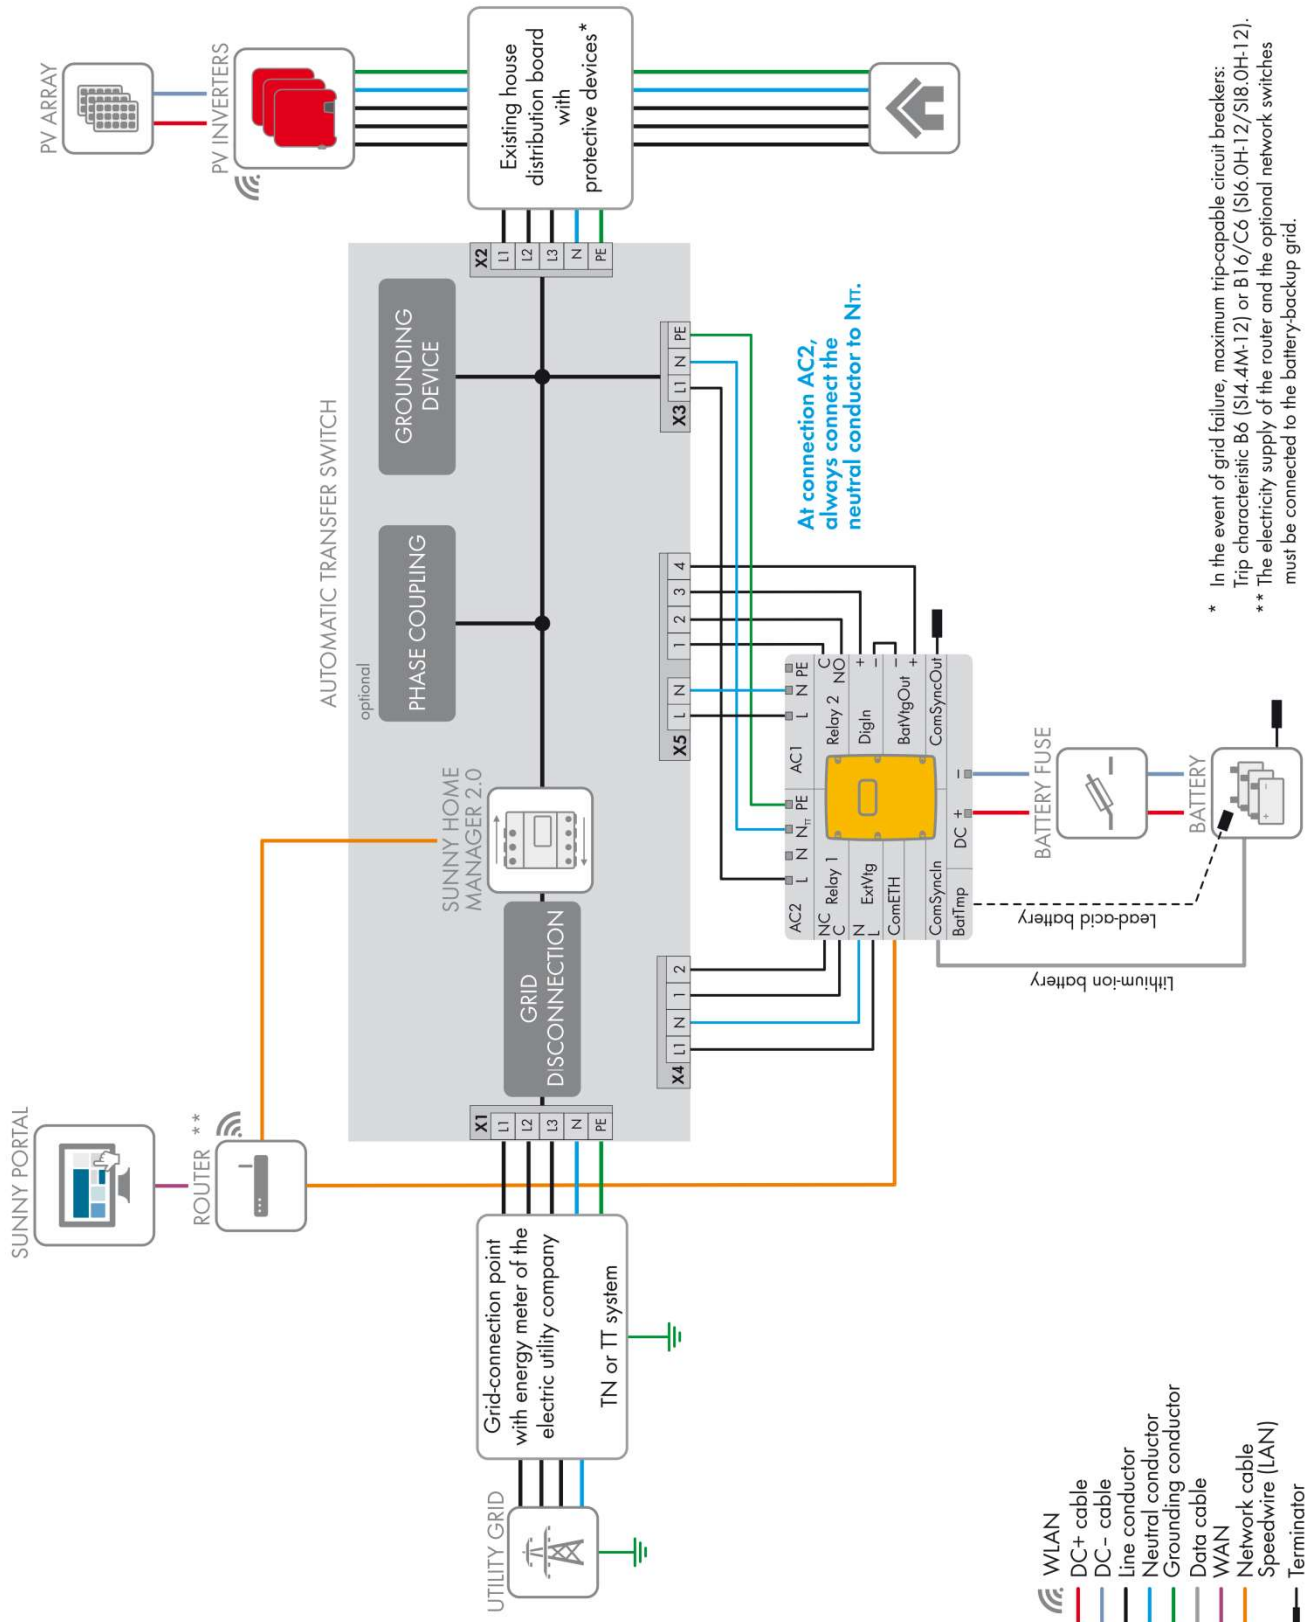 SUNNY PORTAL
PV ARRAY
ROUTER **
PV INVERTERS
AUTOMATIC TRANSFER SWITCH
optional
SUNNY HOME
MANAGER 2.0
PHASE COUPLING
GROUNDING
DEVICE
UTILITY GRID
Grid-connection point
with energy meter of the
electric utility company
TN or TT system
X1
L1
L2
L3
N
PE
GRID
DISCONNECTION
X2
L1
L2
L3
N
PE
Existing house
distribution board
with
protective devices*
X4 L1 N 1 2
X5 L N 1 2 3 4
X3 L1 N PE
At connection AC2,
always connect the
neutral conductor to NTT.
AC2 L N NTT PE
AC1 L N PE
NC
C
Relay 1
Relay 2
C
NO
N
L
ExtVtg
DigIn
+
–
ComETH
BatVtgOut
–
+
ComSyncIn
ComSyncOut
BatTmp
DC + –
Lithium-ion battery
Lead-acid battery
BATTERY FUSE
BATTERY
WLAN
DC+ cable
DC– cable
Line conductor
Neutral conductor
Grounding conductor
Data cable
WAN
Network cable
Speedwire (LAN)
Terminator
* In the event of grid failure, maximum trip-capable circuit breakers:
Trip characteristic B6 (SI4.4M-12) or B16/C6 (SI6.0H-12/SI8.0H-12).
** The electricity supply of the router and the optional network switches
must be connected to the battery-backup grid.